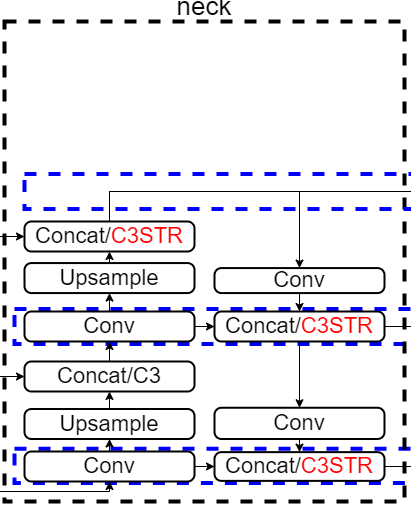 neck
Concat/C3STR
Upsample
Conv
Conv
Concat/C3STR
Concat/C3
Upsample
Conv
Conv
Concat/C3STR